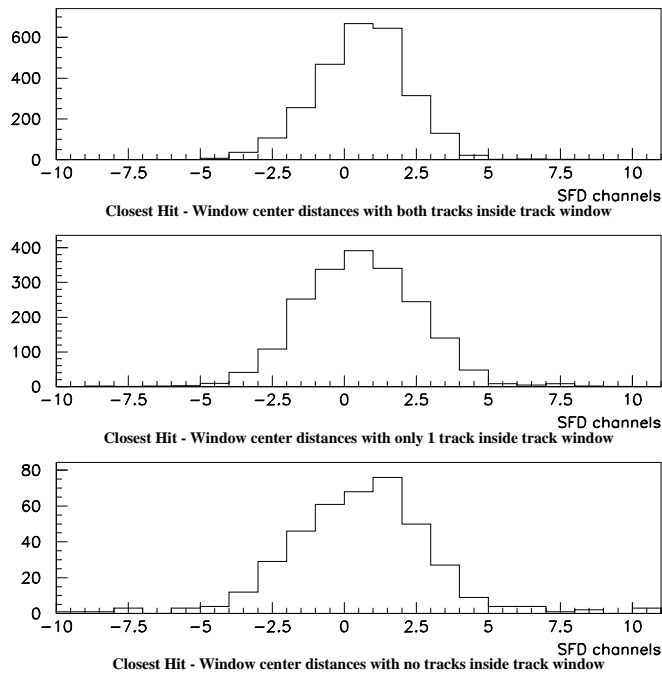 600
400
200
0
-10 -7.5 -5 -2.5 0 2.5 5 7.5 10
SFD channels
Closest Hit - Window center distances with both tracks inside track window
400
300
200
100
0
-10 -7.5 -5 -2.5 0 2.5 5 7.5 10
SFD channels
Closest Hit - Window center distances with only 1 track inside track window
80
60
40
20
0
-10 -7.5 -5 -2.5 0 2.5 5 7.5 10
SFD channels
Closest Hit - Window center distances with no tracks inside track window